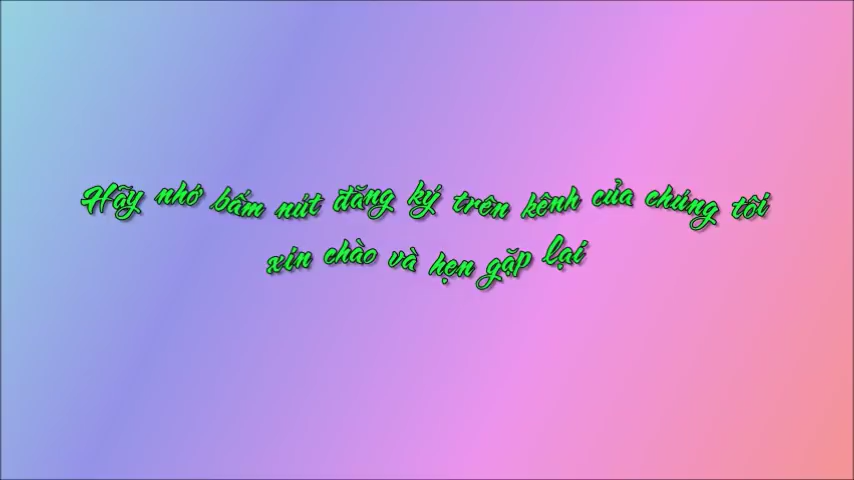 Hãy nhớ bấm nút đăng ký trên kênh của chúng tôi
xin chào và hẹn gặp lại